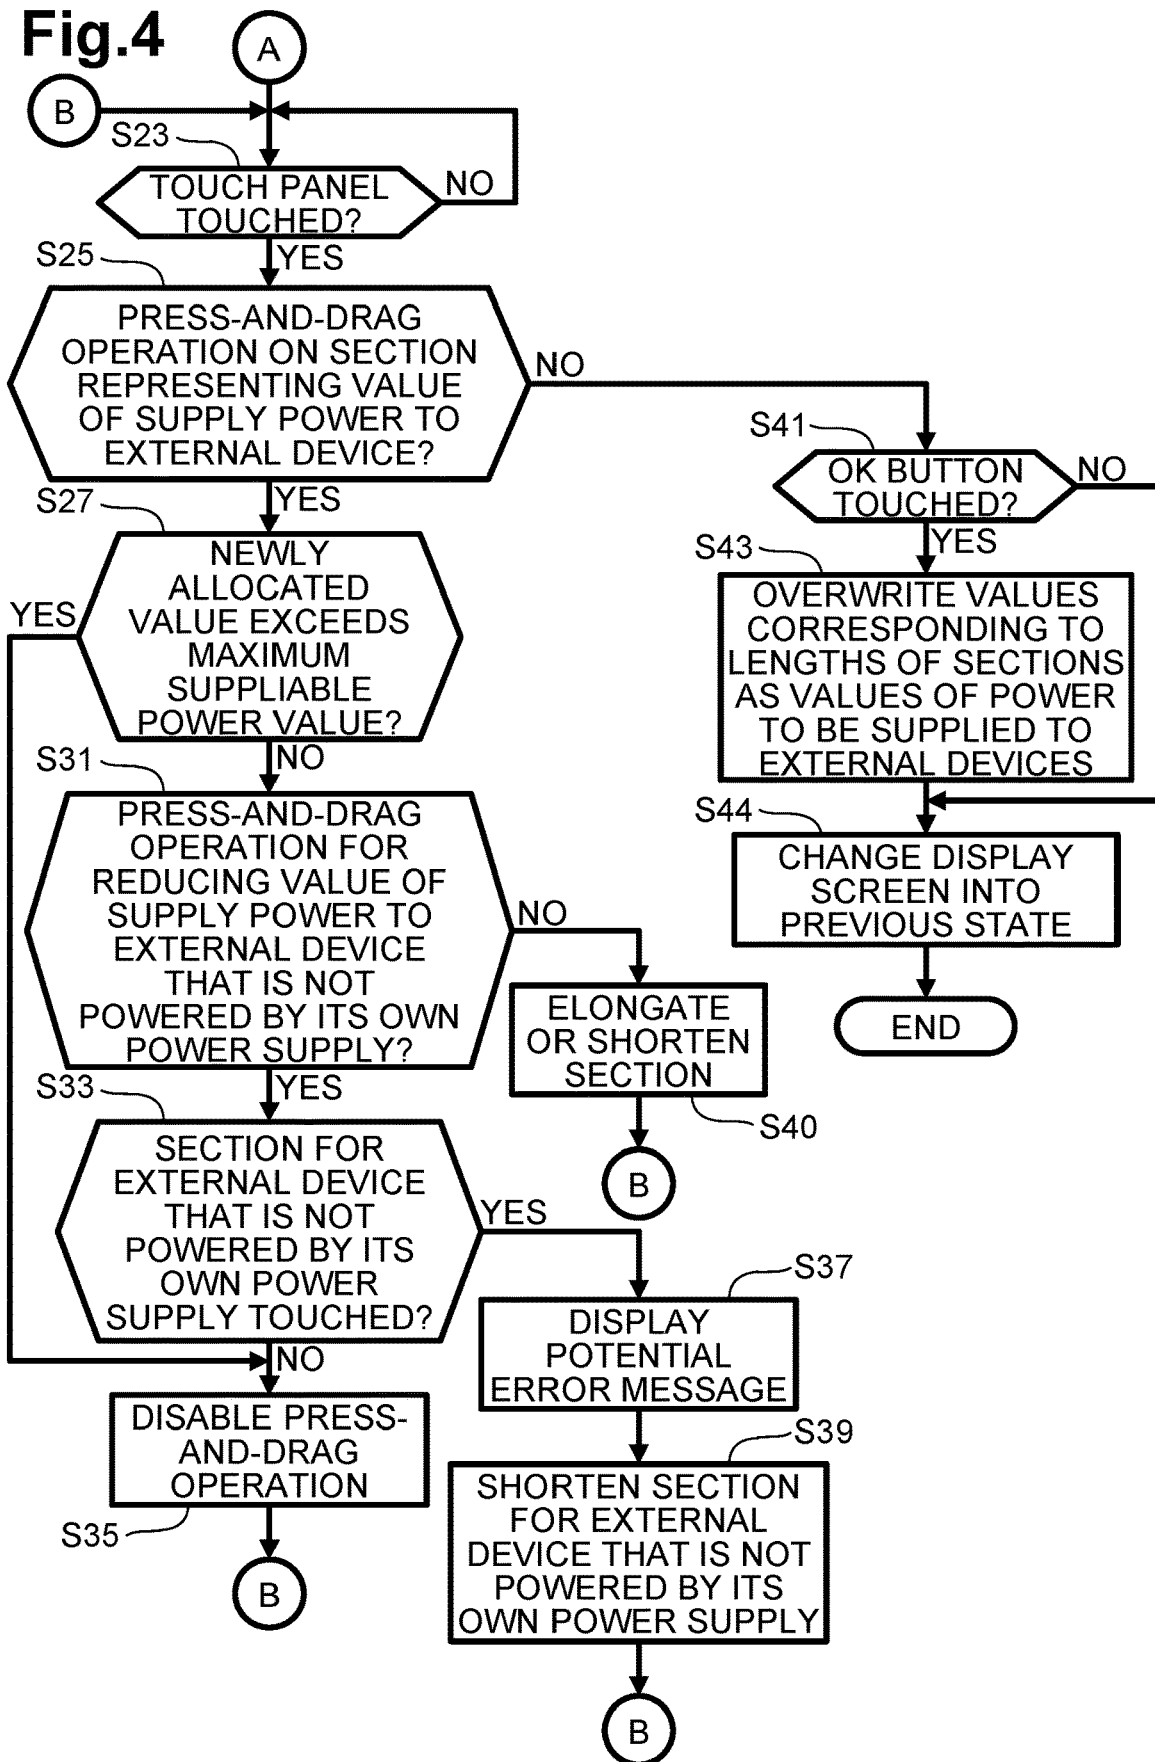 Fig.4
A
B
S23
TOUCH PANEL
TOUCHED?
NO
YES
S25
PRESS-AND-DRAG
OPERATION ON SECTION
REPRESENTING VALUE
OF SUPPLY POWER TO
EXTERNAL DEVICE?
NO
YES
S27
NEWLY
ALLOCATED
VALUE EXCEEDS
MAXIMUM
SUPPLIABLE
POWER VALUE?
YES
NO
S31
PRESS-AND-DRAG
OPERATION FOR
REDUCING VALUE OF
SUPPLY POWER TO
EXTERNAL DEVICE
THAT IS NOT
POWERED BY ITS OWN
POWER SUPPLY?
NO
YES
ELONGATE
OR SHORTEN
SECTION
S40
B
S33
SECTION FOR
EXTERNAL DEVICE
THAT IS NOT
POWERED BY ITS
OWN POWER
SUPPLY TOUCHED?
YES
NO
DISABLE PRESS-
AND-DRAG
OPERATION
S35
B
S37
DISPLAY
POTENTIAL
ERROR MESSAGE
S39
SHORTEN SECTION
FOR EXTERNAL
DEVICE THAT IS NOT
POWERED BY ITS
OWN POWER SUPPLY
B
S41
OK BUTTON
TOUCHED?
NO
YES
S43
OVERWRITE VALUES
CORRESPONDING TO
LENGTHS OF SECTIONS
AS VALUES OF POWER
TO BE SUPPLIED TO
EXTERNAL DEVICES
S44
CHANGE DISPLAY
SCREEN INTO
PREVIOUS STATE
END